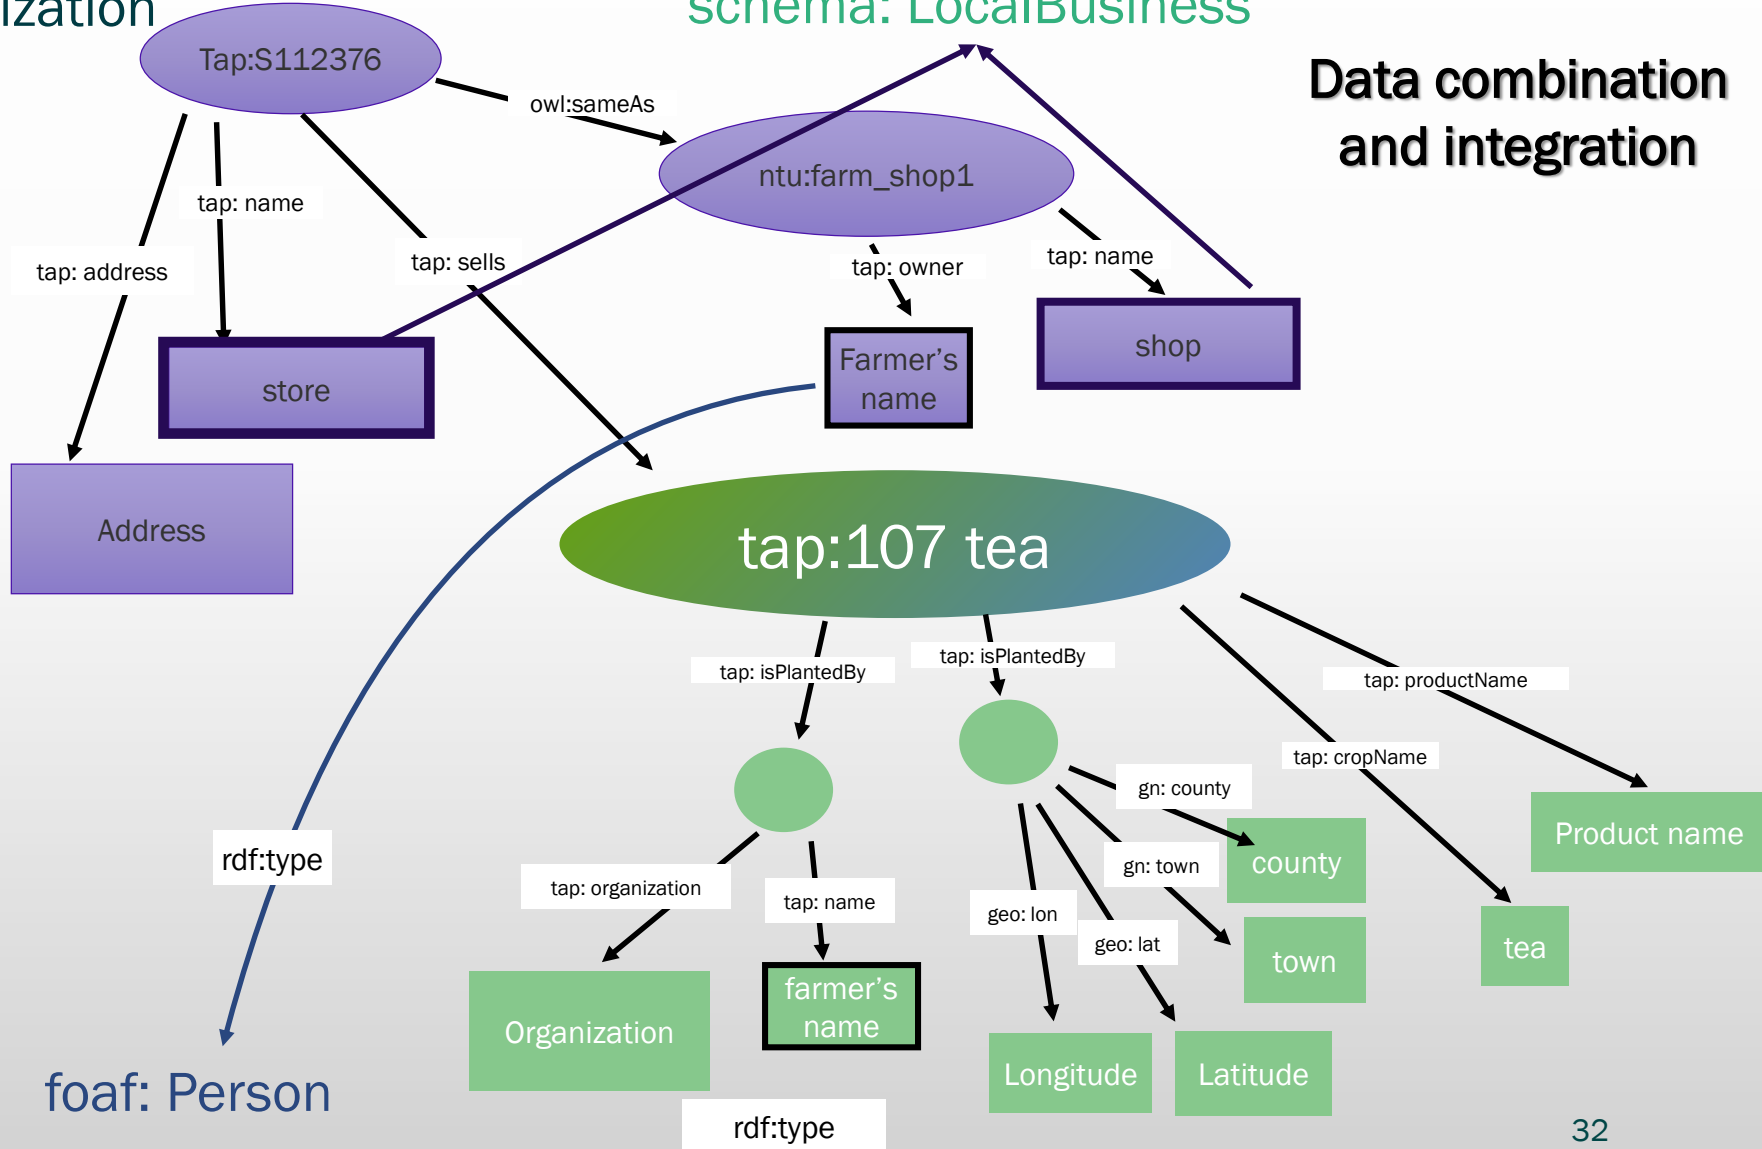 schema: LocalBusiness
Tap:S112376
Data combination
and integration
owl:sameAs
ntu:farm_shop1
tap: name
tap: address
tap: sells
tap: owner
tap: name
store
Farmer's
name
shop
Address
tap:107 tea
tap: isPlantedBy
tap: isPlantedBy
tap: productName
tap: cropName
gn: county
Product name
rdf:type
gn: town
county
tap: organization
tap: name
geo: lon
geo: lat
town
tea
Organization
farmer's
name
Longitude
Latitude
foaf: Person
rdf:type
32